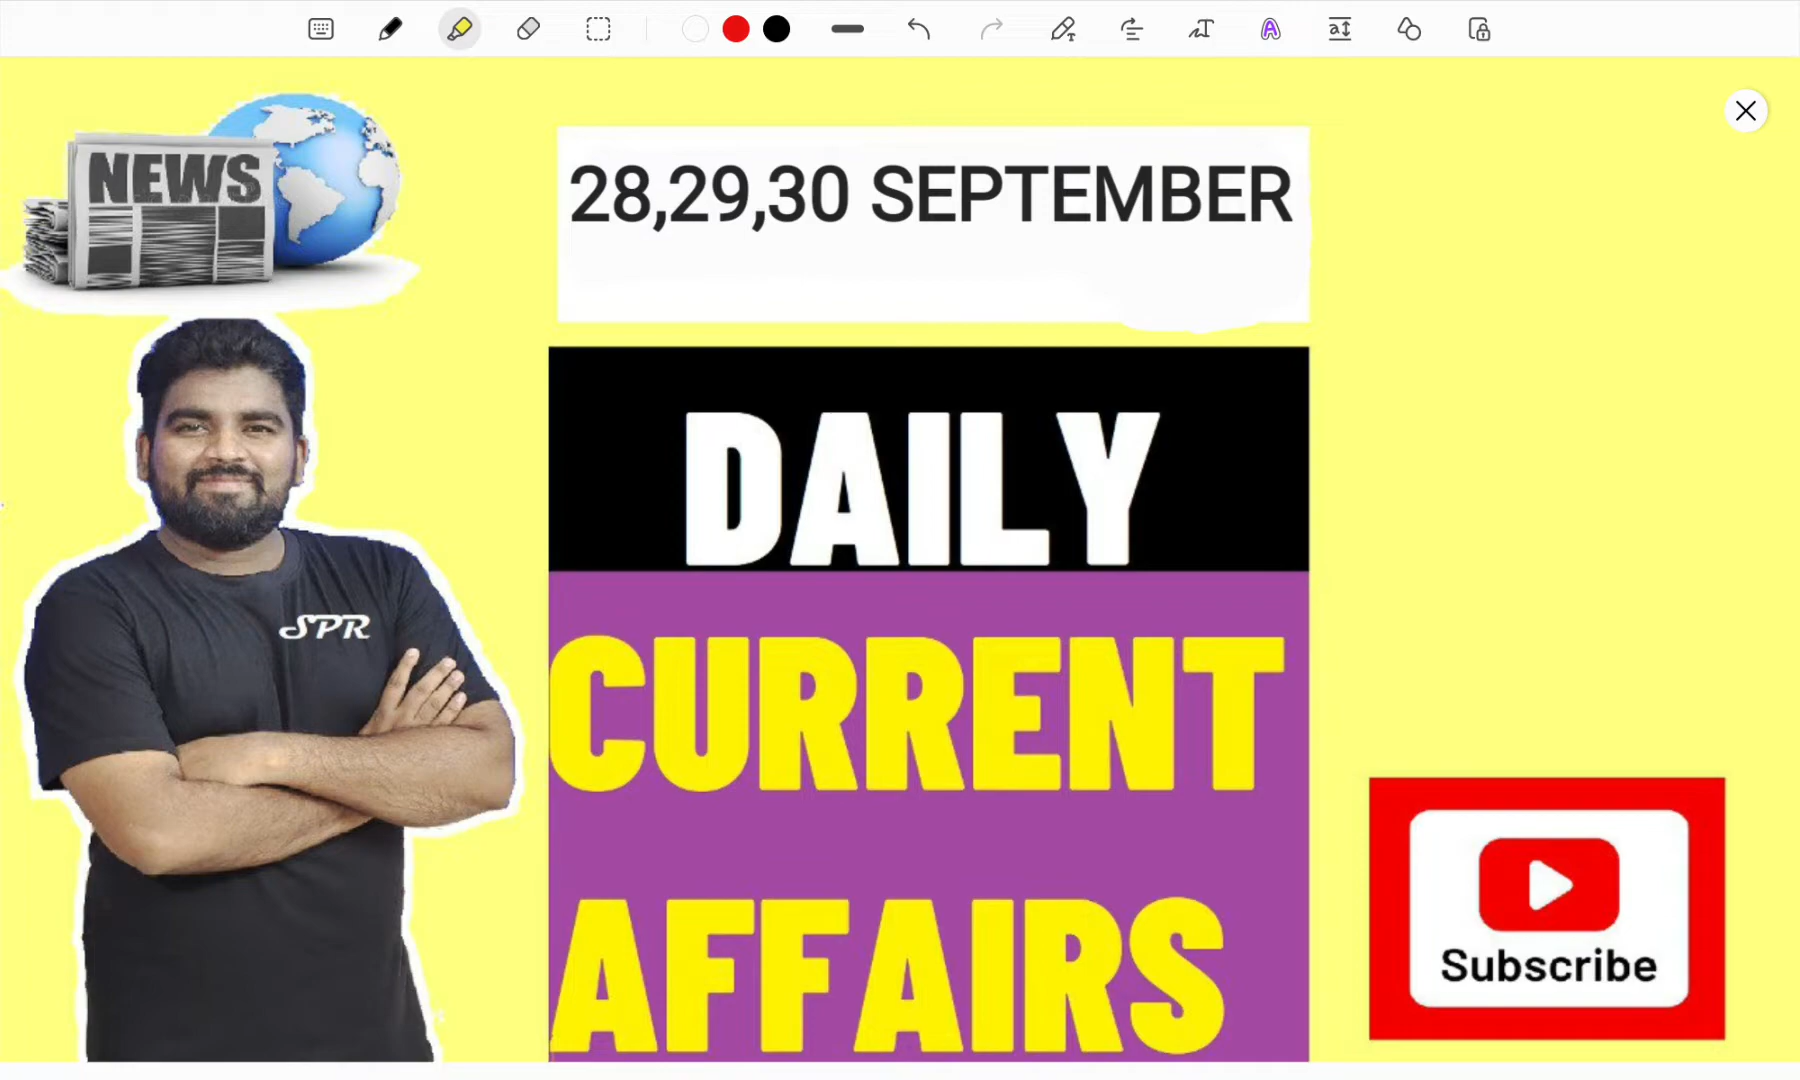 NEWS
28,29,30 SEPTEMBER
DAILY
CURRENT
AFFAIRS
SPR
Subscribe